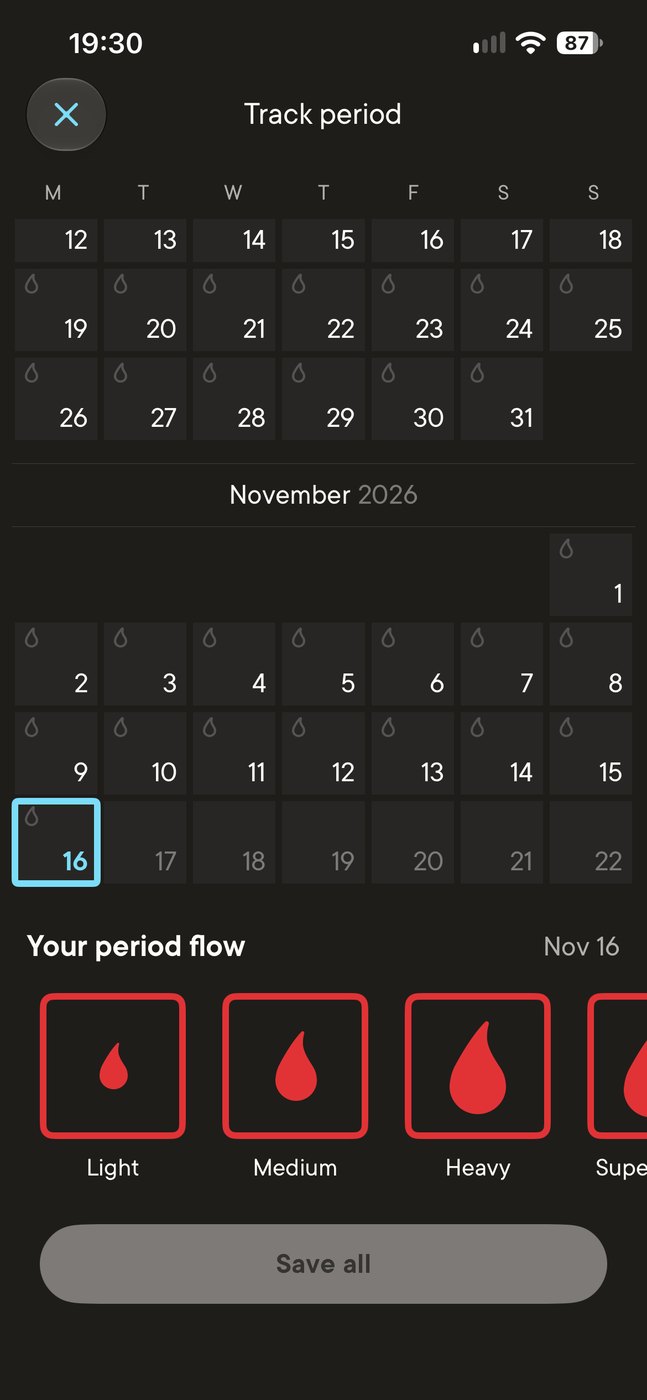 19:30 87
Track period
M T W T F S S
12 13 14 15 16 17 18
19 20 21 22 23 24 25
26 27 28 29 30 31
November 2026
1
2 3 4 5 6 7 8
9 10 11 12 13 14 15
16 17 18 19 20 21 22
Your period flow Nov 16
Light Medium Heavy Supe
Save all